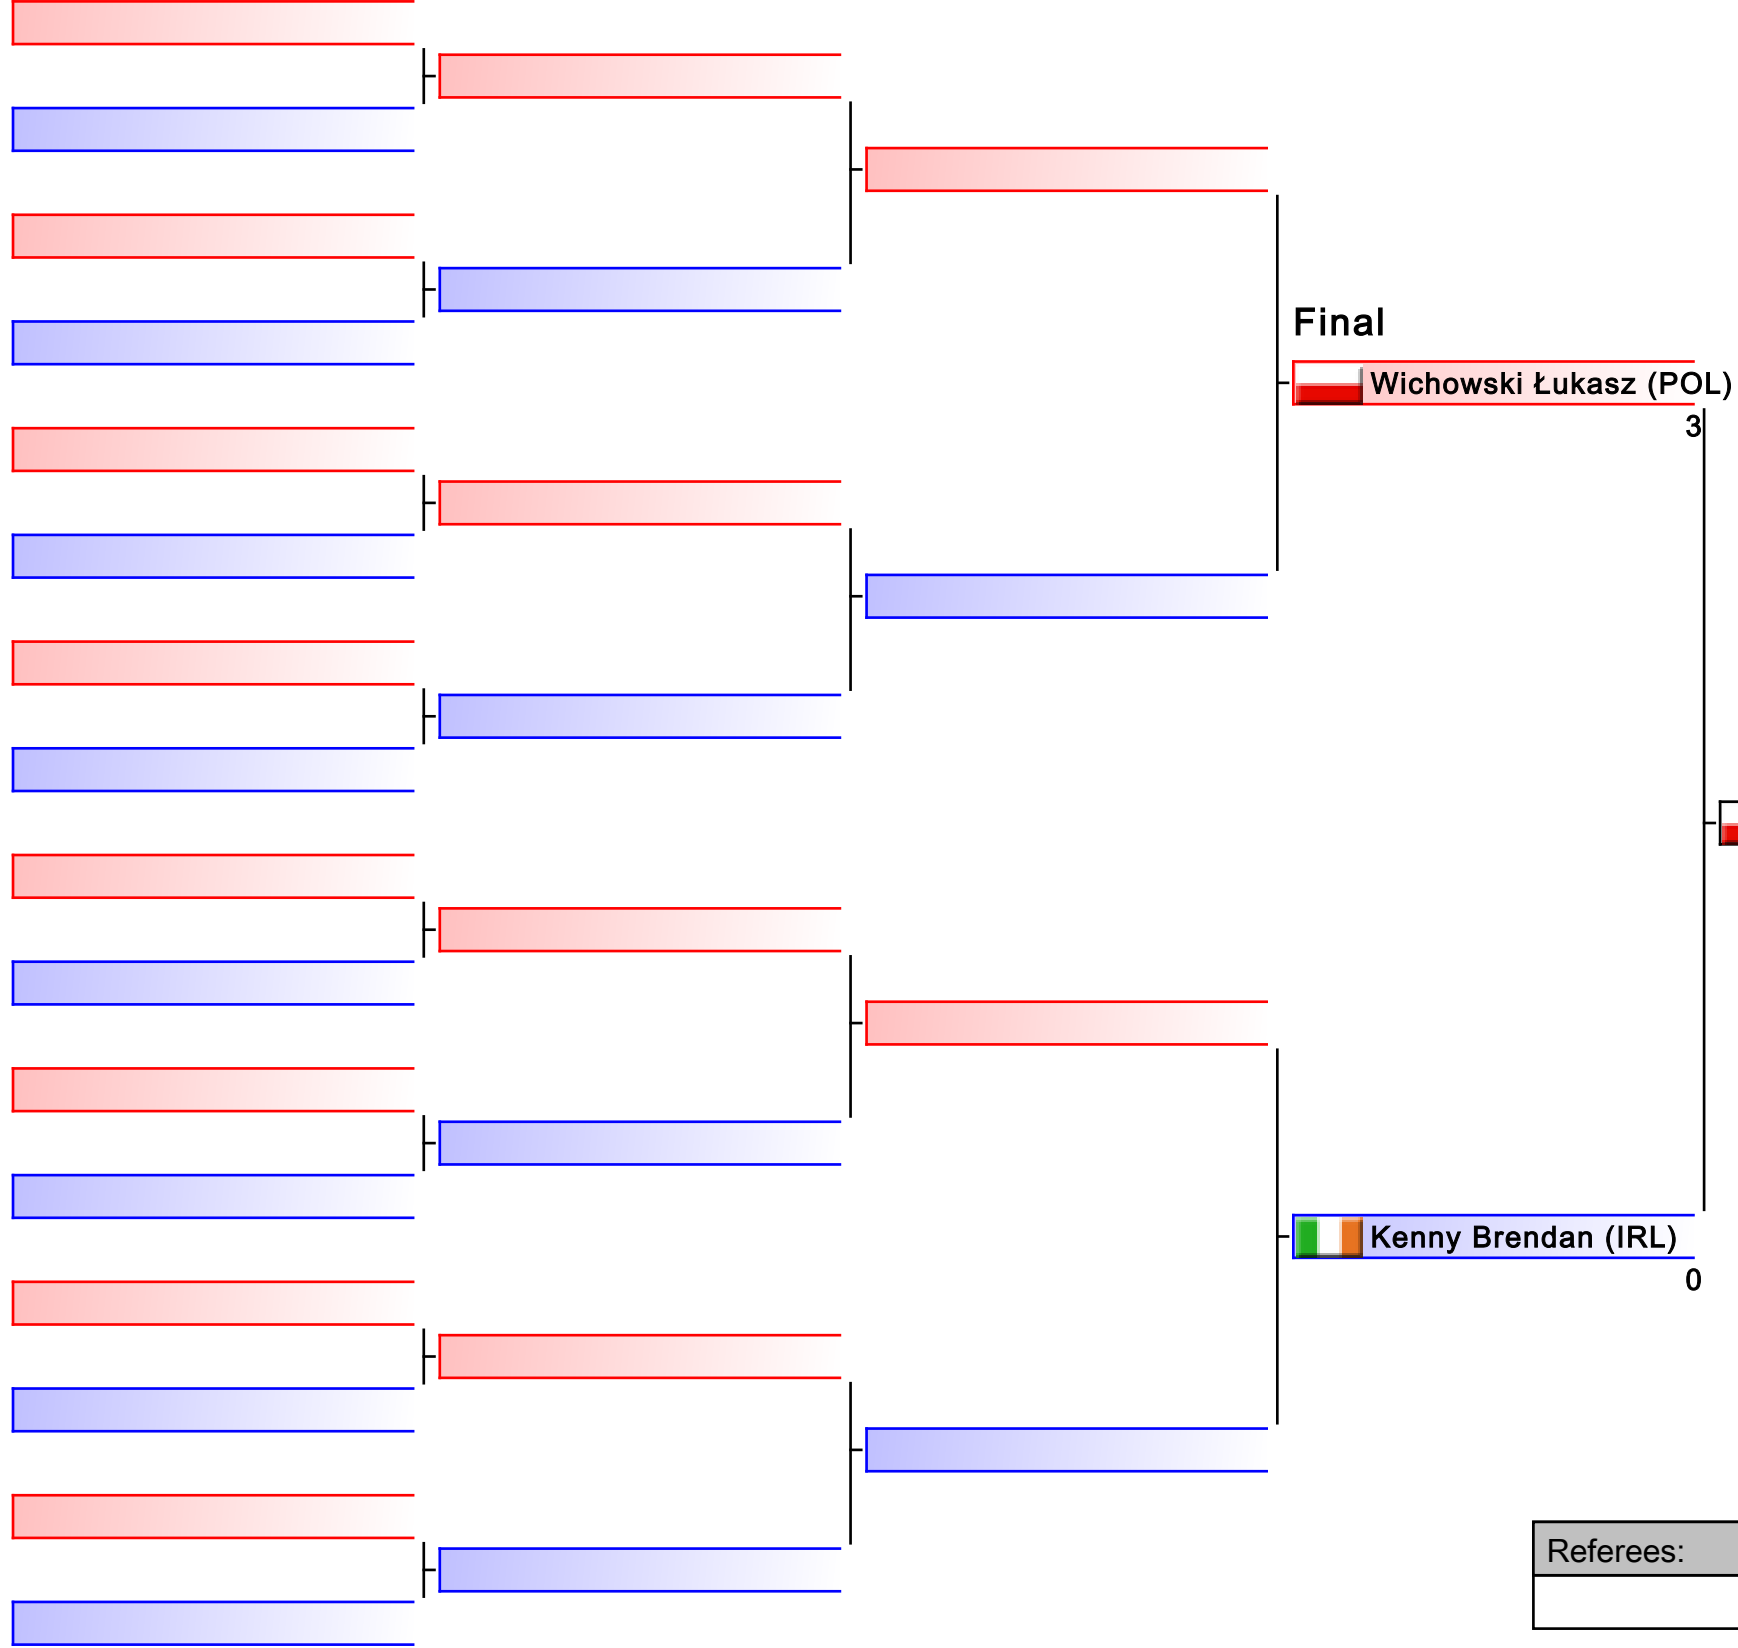 Final
Wichowski Łukasz (POL)
3
Kenny Brendan (IRL)
0
Referees: